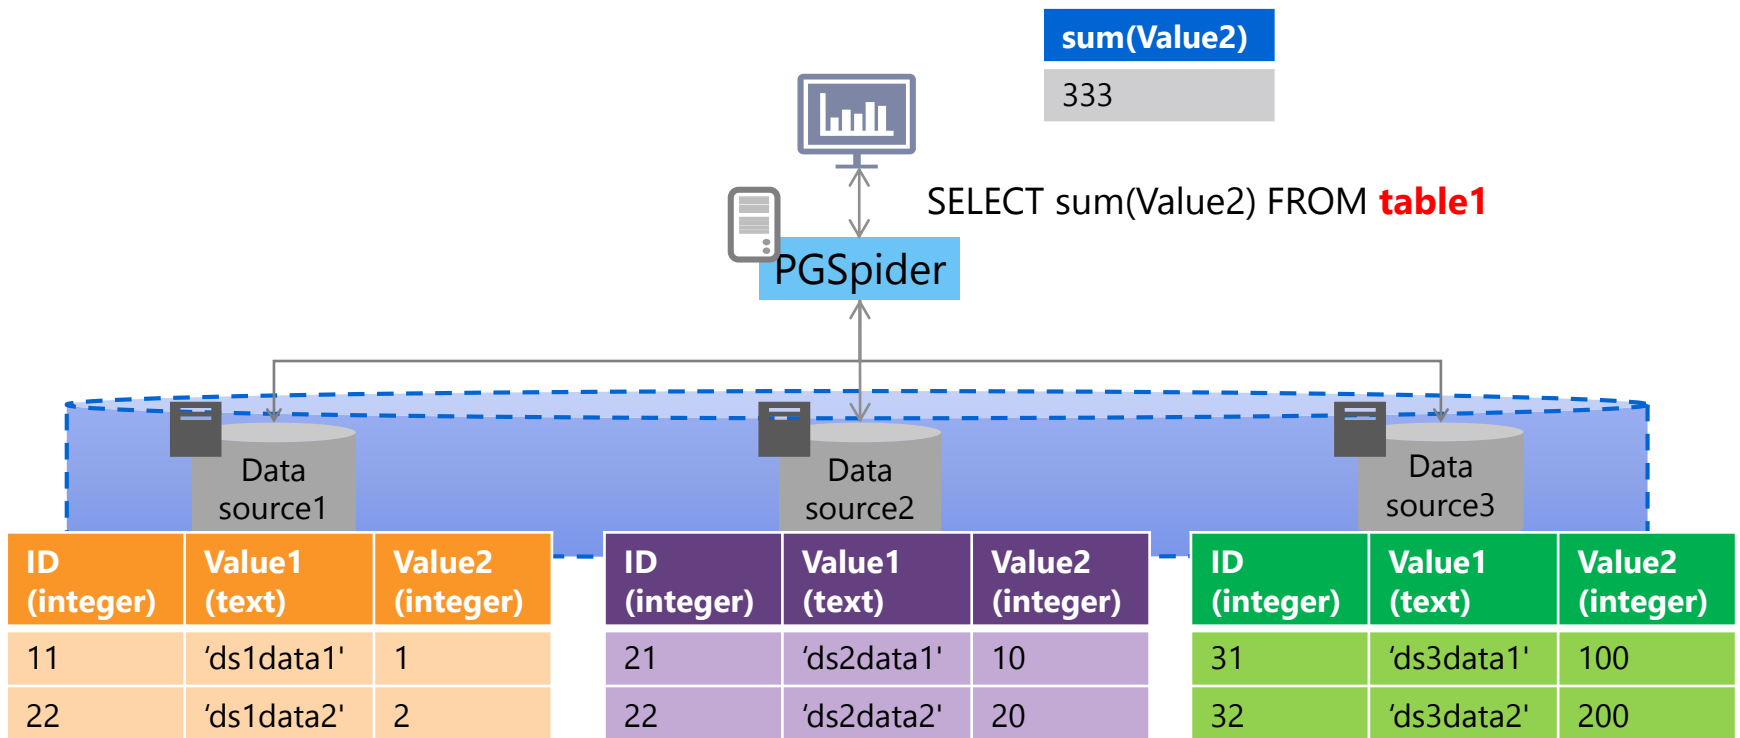 sum(Value2)
333
SELECT sum(Value2) FROM table1
PGSpider
Data
source1
Data
source2
Data
source3
ID
(integer)
Value1
(text)
Value2
(integer)
11
‘ds1data1'
1
22
‘ds1data2'
2
ID
(integer)
Value1
(text)
Value2
(integer)
21
‘ds2data1'
10
22
‘ds2data2'
20
ID
(integer)
Value1
(text)
Value2
(integer)
31
‘ds3data1'
100
32
‘ds3data2'
200